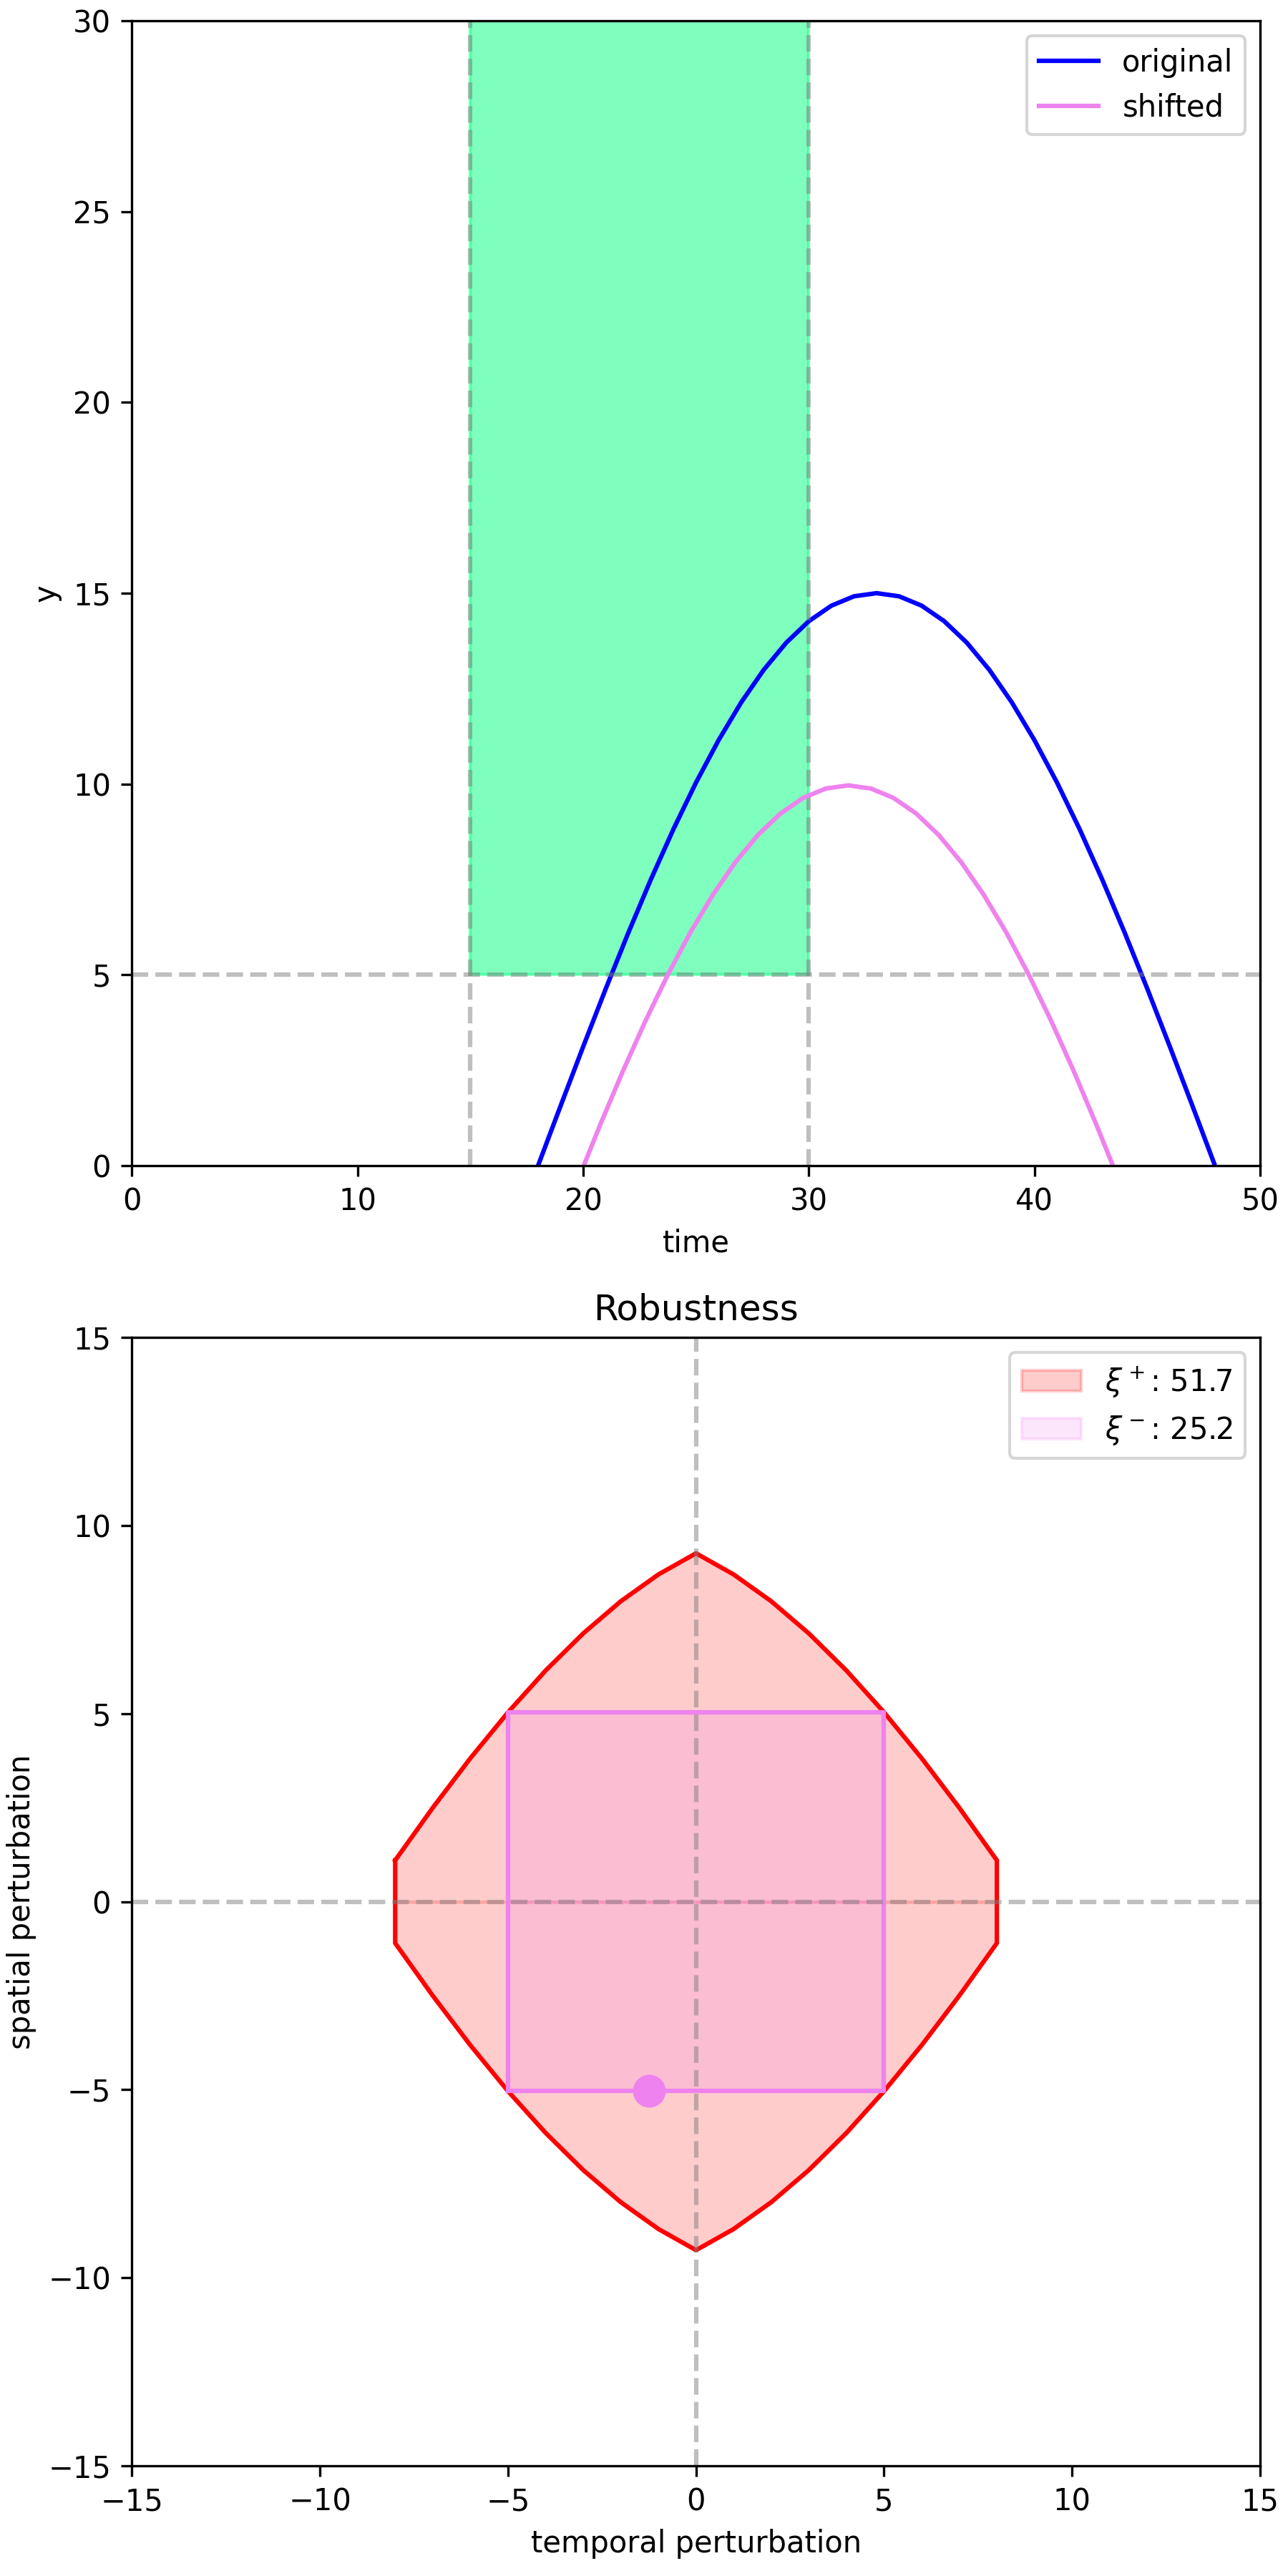 30
25
20
15
10
5
0
y
original
shifted
0 10 20 30 40 50
time
Robustness
15
10
5
0
−5
−10
−15
spatial perturbation
ξ⁺: 51.7
ξ⁻: 25.2
−15 −10 −5 0 5 10 15
temporal perturbation